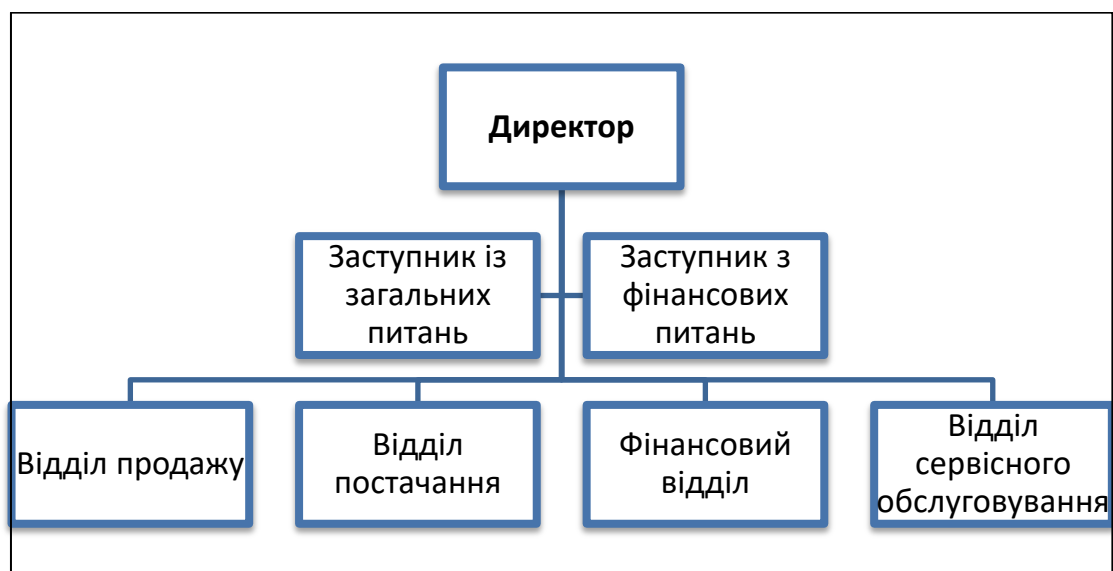 Директор
Заступник із
загальних
питань
Заступник з
фінансових
питань
Відділ продажу
Відділ
постачання
Фінансовий
відділ
Відділ
сервісного
обслуговування